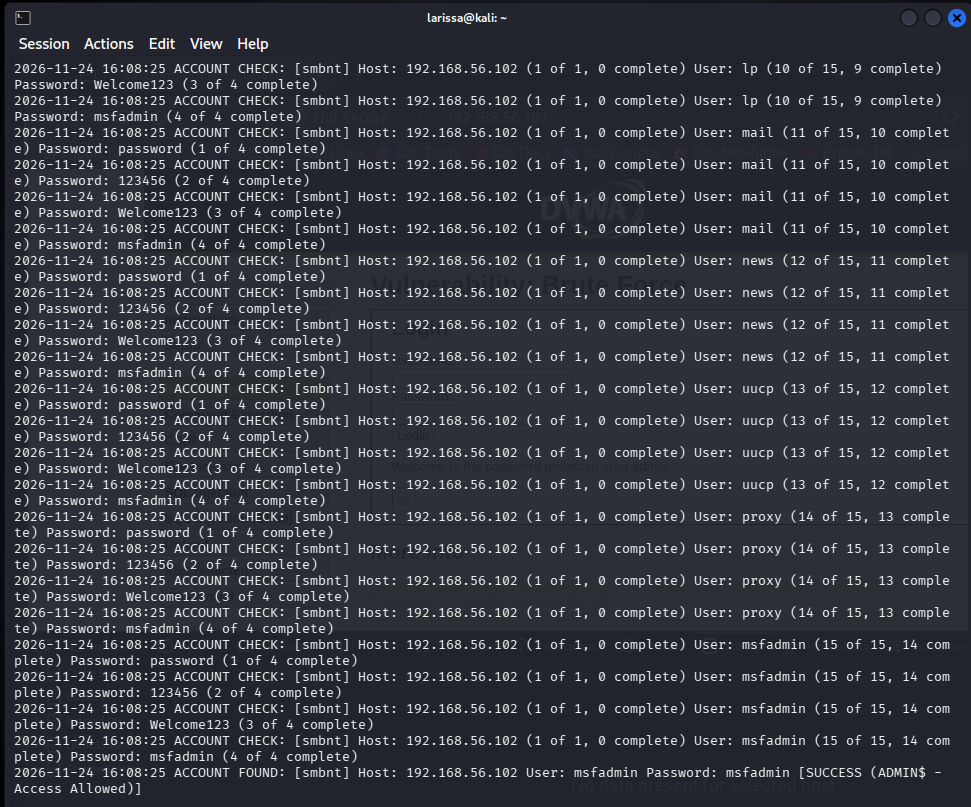 larissa@kali: ~
Session Actions Edit View Help
2026-11-24 16:08:25 ACCOUNT CHECK: [smbnt] Host: 192.168.56.102 (1 of 1, 0 complete) User: lp (10 of 15, 9 complete)
Password: Welcome123 (3 of 4 complete)
2026-11-24 16:08:25 ACCOUNT CHECK: [smbnt] Host: 192.168.56.102 (1 of 1, 0 complete) User: lp (10 of 15, 9 complete)
Password: msfadmin (4 of 4 complete)
2026-11-24 16:08:25 ACCOUNT CHECK: [smbnt] Host: 192.168.56.102 (1 of 1, 0 complete) User: mail (11 of 15, 10 complet
e) Password: password (1 of 4 complete)
2026-11-24 16:08:25 ACCOUNT CHECK: [smbnt] Host: 192.168.56.102 (1 of 1, 0 complete) User: mail (11 of 15, 10 complet
e) Password: 123456 (2 of 4 complete)
2026-11-24 16:08:25 ACCOUNT CHECK: [smbnt] Host: 192.168.56.102 (1 of 1, 0 complete) User: mail (11 of 15, 10 complet
e) Password: Welcome123 (3 of 4 complete)
2026-11-24 16:08:25 ACCOUNT CHECK: [smbnt] Host: 192.168.56.102 (1 of 1, 0 complete) User: mail (11 of 15, 10 complet
e) Password: msfadmin (4 of 4 complete)
2026-11-24 16:08:25 ACCOUNT CHECK: [smbnt] Host: 192.168.56.102 (1 of 1, 0 complete) User: news (12 of 15, 11 complet
e) Password: password (1 of 4 complete)
2026-11-24 16:08:25 ACCOUNT CHECK: [smbnt] Host: 192.168.56.102 (1 of 1, 0 complete) User: news (12 of 15, 11 complet
e) Password: 123456 (2 of 4 complete)
2026-11-24 16:08:25 ACCOUNT CHECK: [smbnt] Host: 192.168.56.102 (1 of 1, 0 complete) User: news (12 of 15, 11 complet
e) Password: Welcome123 (3 of 4 complete)
2026-11-24 16:08:25 ACCOUNT CHECK: [smbnt] Host: 192.168.56.102 (1 of 1, 0 complete) User: news (12 of 15, 11 complet
e) Password: msfadmin (4 of 4 complete)
2026-11-24 16:08:25 ACCOUNT CHECK: [smbnt] Host: 192.168.56.102 (1 of 1, 0 complete) User: uucp (13 of 15, 12 complet
e) Password: password (1 of 4 complete)
2026-11-24 16:08:25 ACCOUNT CHECK: [smbnt] Host: 192.168.56.102 (1 of 1, 0 complete) User: uucp (13 of 15, 12 complet
e) Password: 123456 (2 of 4 complete)
2026-11-24 16:08:25 ACCOUNT CHECK: [smbnt] Host: 192.168.56.102 (1 of 1, 0 complete) User: uucp (13 of 15, 12 complet
e) Password: Welcome123 (3 of 4 complete)
2026-11-24 16:08:25 ACCOUNT CHECK: [smbnt] Host: 192.168.56.102 (1 of 1, 0 complete) User: uucp (13 of 15, 12 complet
e) Password: msfadmin (4 of 4 complete)
2026-11-24 16:08:25 ACCOUNT CHECK: [smbnt] Host: 192.168.56.102 (1 of 1, 0 complete) User: proxy (14 of 15, 13 comple
te) Password: password (1 of 4 complete)
2026-11-24 16:08:25 ACCOUNT CHECK: [smbnt] Host: 192.168.56.102 (1 of 1, 0 complete) User: proxy (14 of 15, 13 comple
te) Password: 123456 (2 of 4 complete)
2026-11-24 16:08:25 ACCOUNT CHECK: [smbnt] Host: 192.168.56.102 (1 of 1, 0 complete) User: proxy (14 of 15, 13 comple
te) Password: Welcome123 (3 of 4 complete)
2026-11-24 16:08:25 ACCOUNT CHECK: [smbnt] Host: 192.168.56.102 (1 of 1, 0 complete) User: proxy (14 of 15, 13 comple
te) Password: msfadmin (4 of 4 complete)
2026-11-24 16:08:25 ACCOUNT CHECK: [smbnt] Host: 192.168.56.102 (1 of 1, 0 complete) User: msfadmin (15 of 15, 14 com
plete) Password: password (1 of 4 complete)
2026-11-24 16:08:25 ACCOUNT CHECK: [smbnt] Host: 192.168.56.102 (1 of 1, 0 complete) User: msfadmin (15 of 15, 14 com
plete) Password: 123456 (2 of 4 complete)
2026-11-24 16:08:25 ACCOUNT CHECK: [smbnt] Host: 192.168.56.102 (1 of 1, 0 complete) User: msfadmin (15 of 15, 14 com
plete) Password: Welcome123 (3 of 4 complete)
2026-11-24 16:08:25 ACCOUNT CHECK: [smbnt] Host: 192.168.56.102 (1 of 1, 0 complete) User: msfadmin (15 of 15, 14 com
plete) Password: msfadmin (4 of 4 complete)
2026-11-24 16:08:25 ACCOUNT FOUND: [smbnt] Host: 192.168.56.102 User: msfadmin Password: msfadmin [SUCCESS (ADMIN$ -
Access Allowed)]
DVWA
Vulnerability: Brute Force
Login
Login
Welcome to the password protected area admin
No data present for selected host